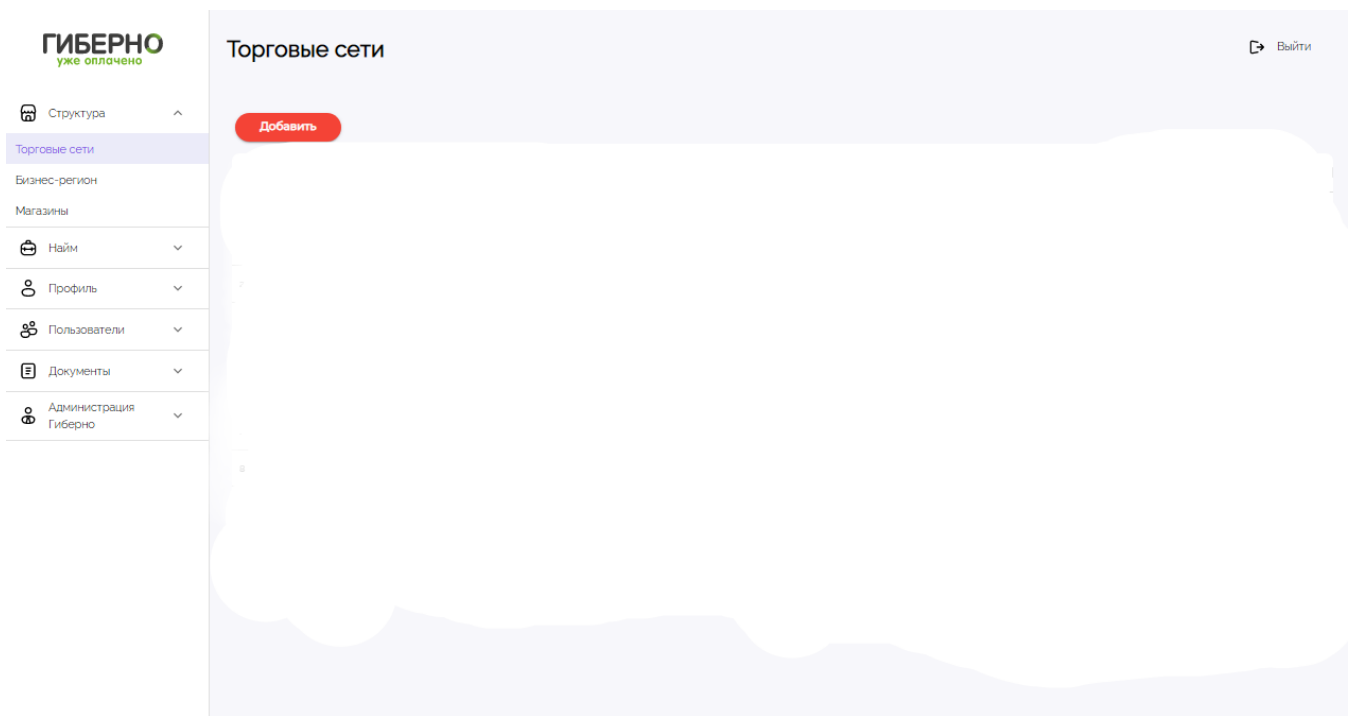 ГИБЕРНО
уже оплачено
Торговые сети
Выйти
Структура
Добавить
Торговые сети
Бизнес-регион
Магазины
Найм
Профиль
Пользователи
Документы
Администрация
Гиберно